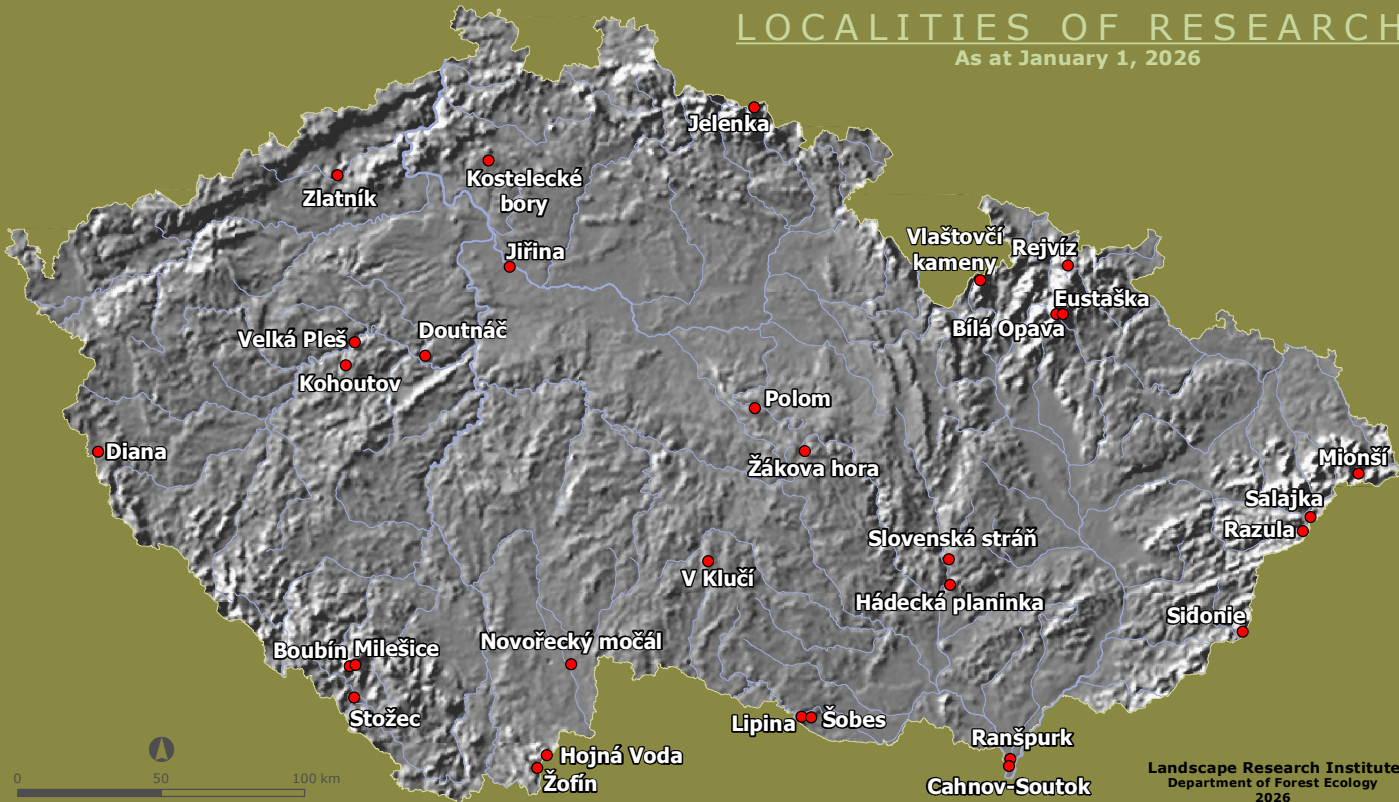 LOCALITIES OF RESEARCH
As at January 1, 2026
Jelenka
Kostelecké
bory
Zlatník
Jiřina
Vlaštovčí
kameny
Rejvíz
Eustaška
Bílá Opava
Velká Pleš
Doutnáč
Kohoutov
Polom
Diana
Žákova hora
Mionší
Salajka
Razula
Slovenská stráň
V Klučí
Hádecká planinka
Sidonie
Novořecký močál
Boubín
Milešice
Stožec
Lipina
Šobes
Ranšpurk
Hojná Voda
Žofín
Cahnov-Soutok
0 50 100 km
Landscape Research Institute
Department of Forest Ecology
2026